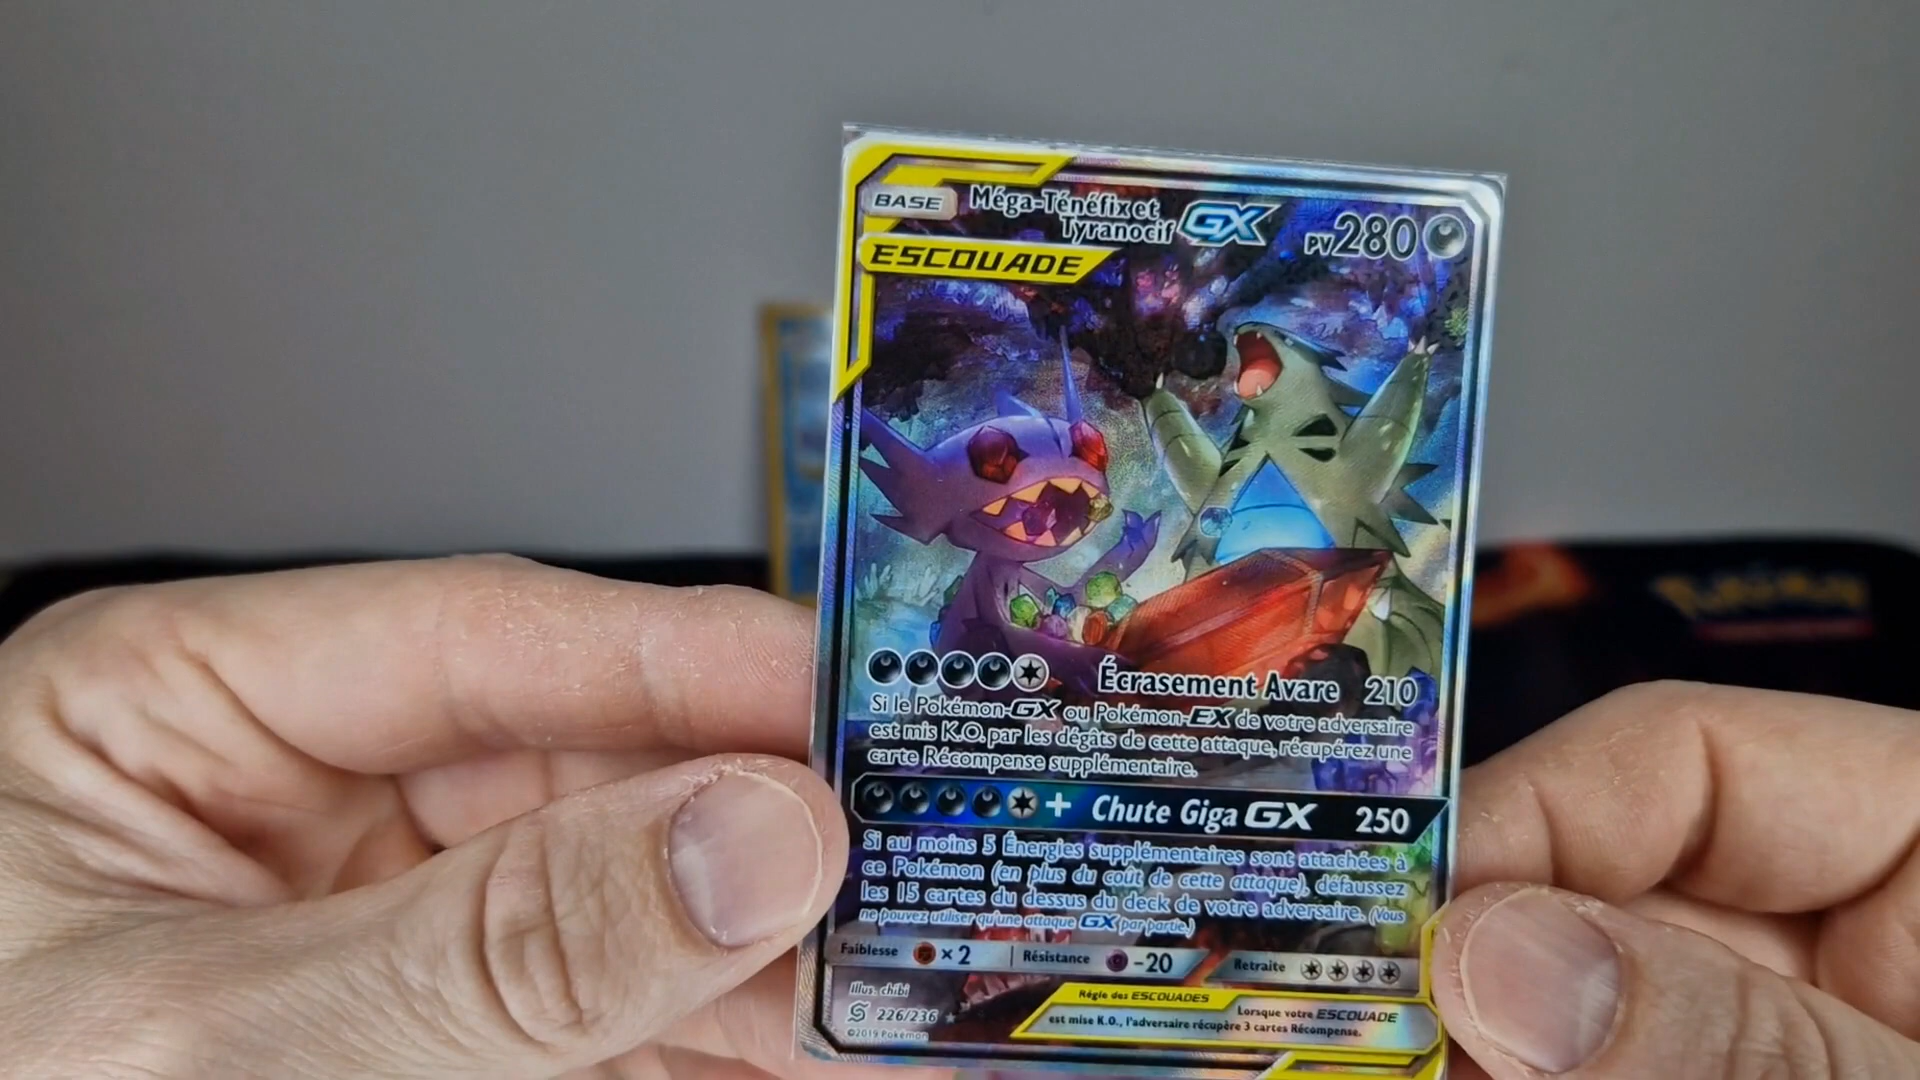 BASE
Méga-Ténéfix et
Tyranocif GX
PV 280
ESCOUADE
Écrasement Avare 210
Si le Pokémon-GX ou Pokémon-EX de votre adversaire
est mis K.O. par les dégâts de cette attaque, récupérez une
carte Récompense supplémentaire.
+ Chute Giga GX 250
Si au moins 5 Énergies supplémentaires sont attachées à
ce Pokémon (en plus du coût de cette attaque), défaussez
les 15 cartes du dessus du deck de votre adversaire. (Vous
ne pouvez utiliser qu'une attaque GX par partie.)
Faiblesse ×2 Résistance -20 Retraite
Illus. chibi
226/236
©2019 Pokémon
Règle des ESCOUADES
Lorsque votre ESCOUADE
est mise K.O., l'adversaire récupère 3 cartes Récompense.
Pokémon